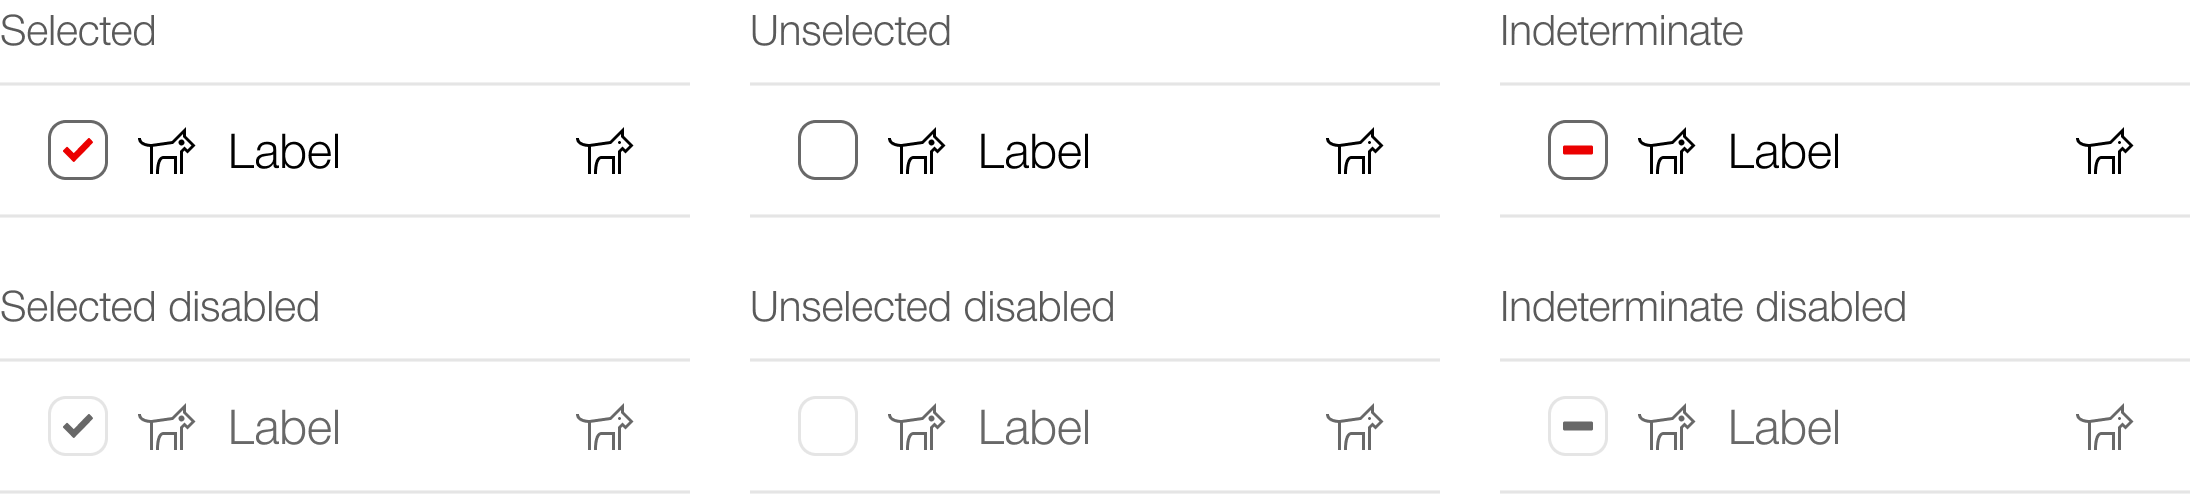 Selected
Unselected
Indeterminate
Label
Label
Label
Selected disabled
Unselected disabled
Indeterminate disabled
Label
Label
Label